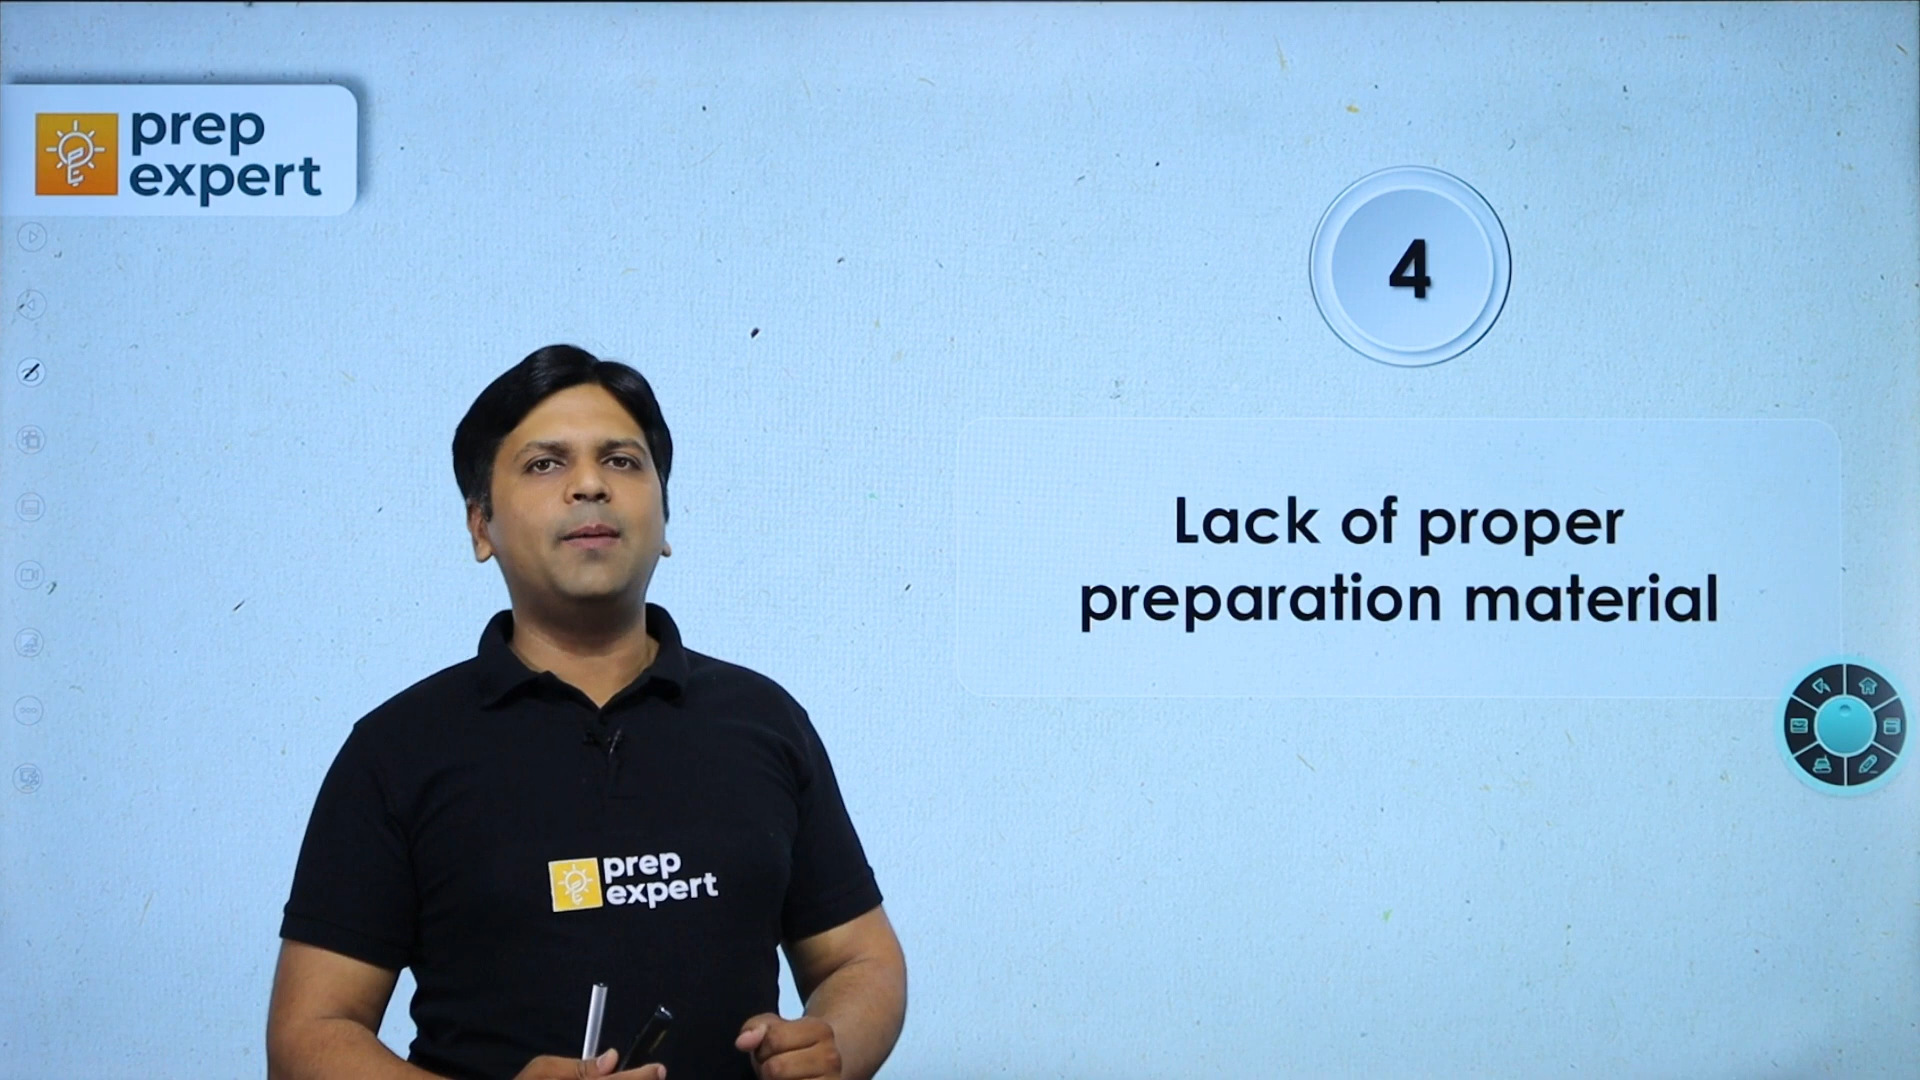 prep
expert
4
Lack of proper
preparation material
prep
expert